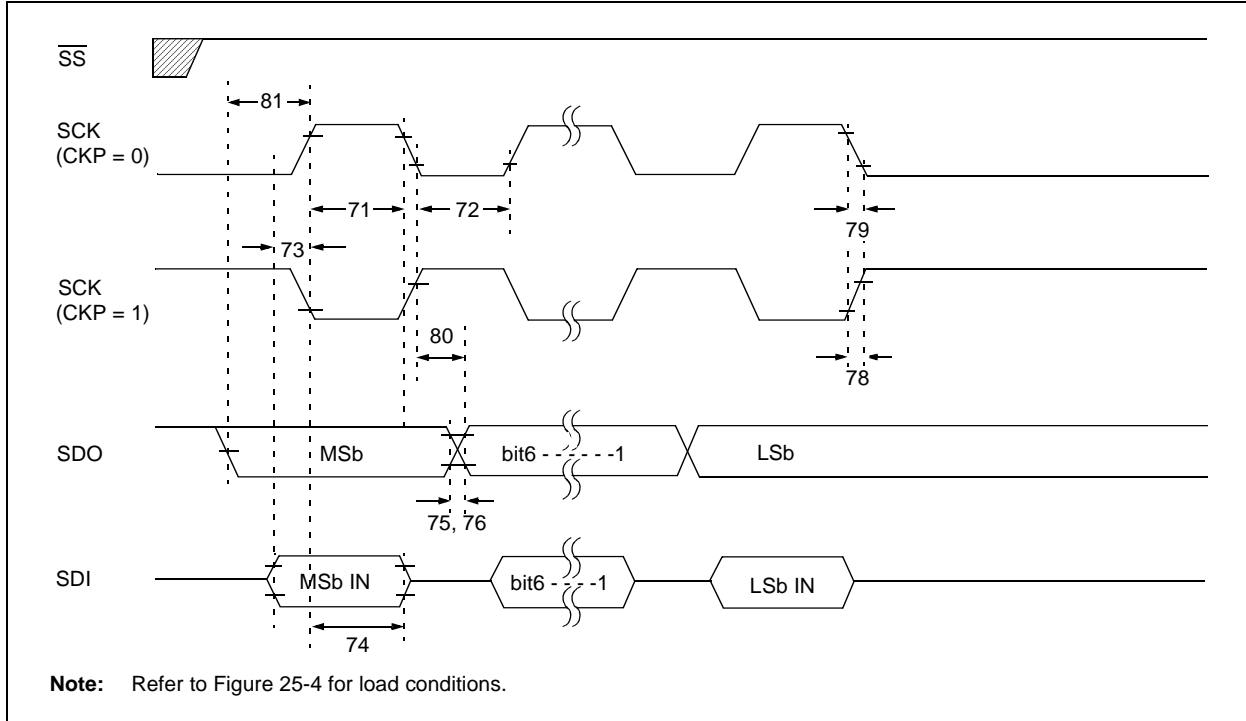 SS
81
SCK
(CKP = 0)
71
72
79
73
SCK
(CKP = 1)
80
78
SDO
MSb
bit6 - - - - - -1
LSb
75, 76
SDI
MSb IN
bit6 - - - - -1
LSb IN
74
Note: Refer to Figure 25-4 for load conditions.